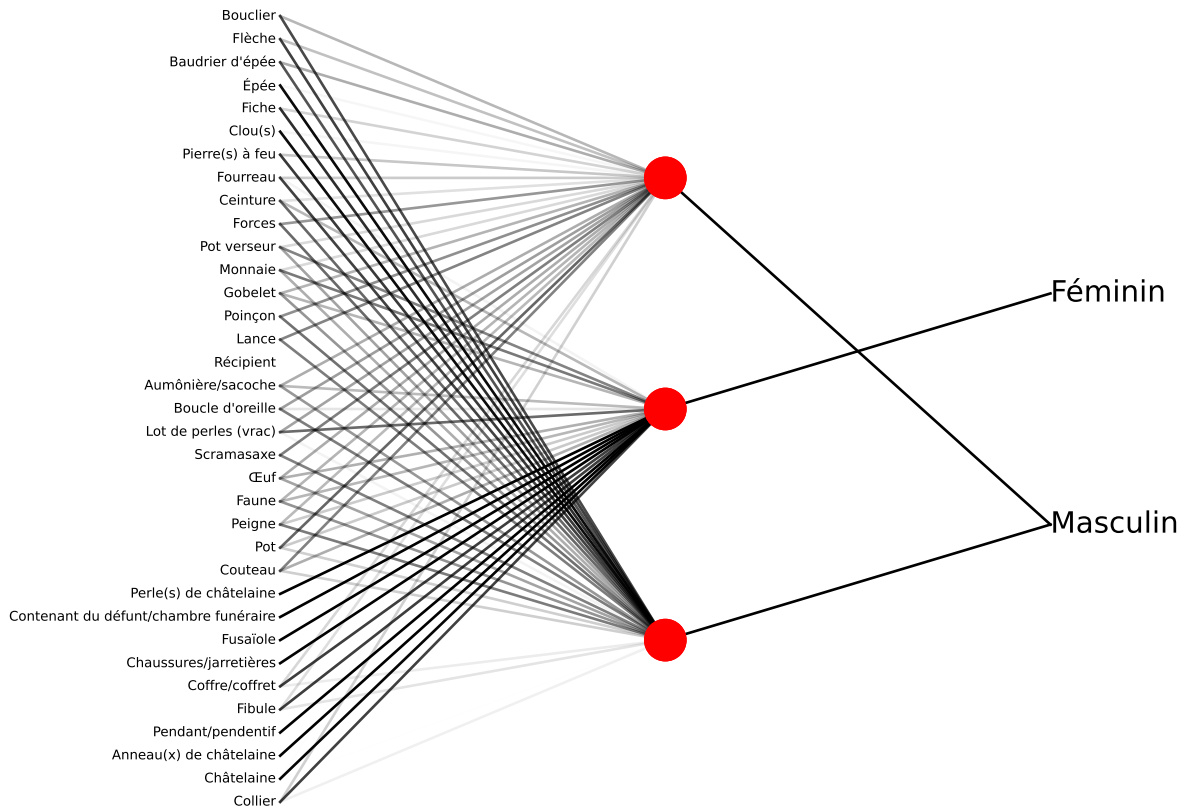 Bouclier
Flèche
Baudrier d'épée
Épée
Fiche
Clou(s)
Pierre(s) à feu
Fourreau
Ceinture
Forces
Pot verseur
Monnaie
Gobelet
Poinçon
Lance
Récipient
Aumônière/sacoche
Boucle d'oreille
Lot de perles (vrac)
Scramasaxe
Œuf
Faune
Peigne
Pot
Couteau
Perle(s) de châtelaine
Contenant du défunt/chambre funéraire
Fusaïole
Chaussures/jarretières
Coffre/coffret
Fibule
Pendant/pendentif
Anneau(x) de châtelaine
Châtelaine
Collier
Féminin
Masculin